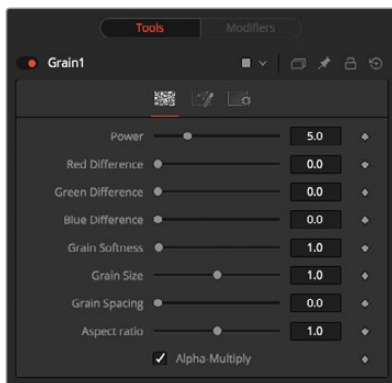 Tools Modifiers
Grain1
Power 5.0
Red Difference 0.0
Green Difference 0.0
Blue Difference 0.0
Grain Softness 1.0
Grain Size 1.0
Grain Spacing 0.0
Aspect ratio 1.0
Alpha-Multiply